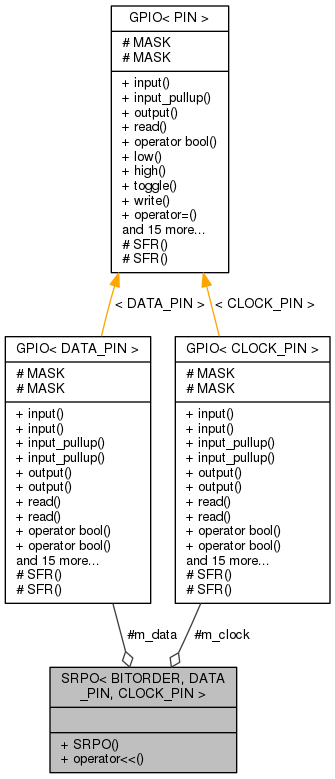 GPIO< PIN >
# MASK
# MASK
+ input()
+ input_pullup()
+ output()
+ read()
+ operator bool()
+ low()
+ high()
+ toggle()
+ write()
+ operator=()
and 15 more...
# SFR()
# SFR()
< DATA_PIN >
< CLOCK_PIN >
GPIO< DATA_PIN >
# MASK
# MASK
+ input()
+ input()
+ input_pullup()
+ input_pullup()
+ output()
+ output()
+ read()
+ read()
+ operator bool()
+ operator bool()
and 15 more...
# SFR()
# SFR()
GPIO< CLOCK_PIN >
# MASK
# MASK
+ input()
+ input()
+ input_pullup()
+ input_pullup()
+ output()
+ output()
+ read()
+ read()
+ operator bool()
+ operator bool()
and 15 more...
# SFR()
# SFR()
#m_data
#m_clock
SRPO< BITORDER, DATA
_PIN, CLOCK_PIN >
+ SRPO()
+ operator<<()